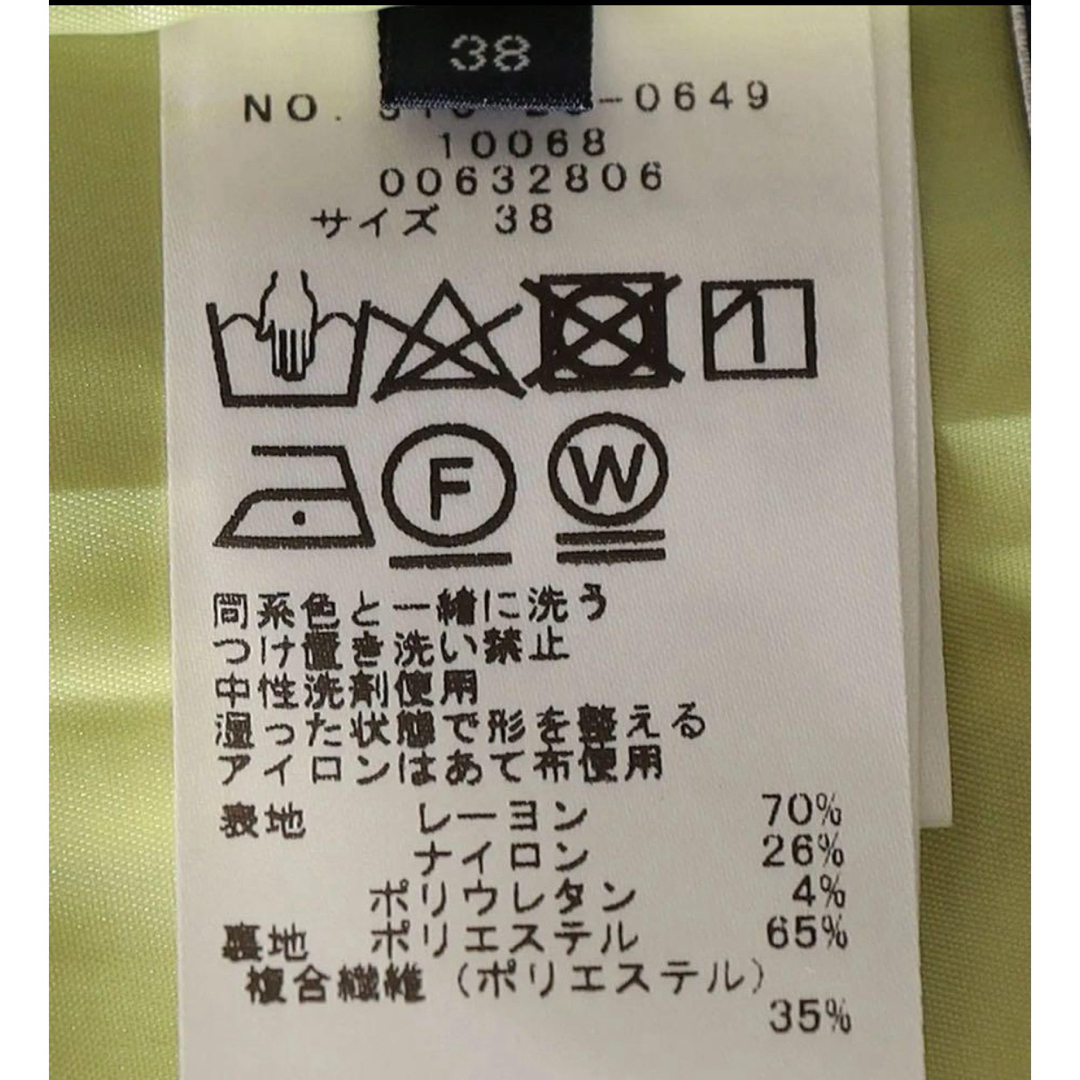 38
NO. -0649
10068
00632806
サイズ 38
F W
同系色と一緒に洗う
つけ置き洗い禁止
中性洗剤使用
湿った状態で形を整える
アイロンはあて布使用
表地 レーヨン 70%
ナイロン 26%
ポリウレタン 4%
裏地 ポリエステル 65%
複合繊維（ポリエステル）
35%